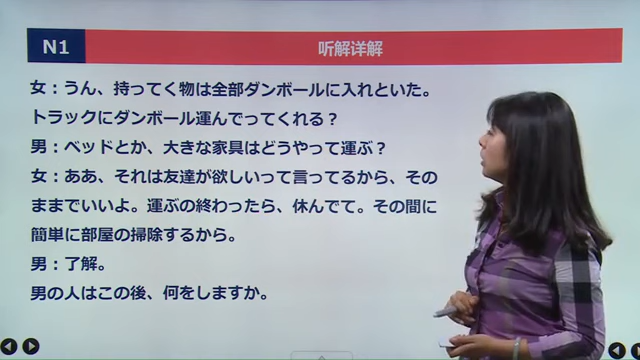 N1
听解详解
女：うん、持ってく物は全部ダンボールに入れといた。
トラックにダンボール運んでってくれる？
男：ベッドとか、大きな家具はどうやって運ぶ？
女：ああ、それは友達が欲しいって言ってるから、その
ままでいいよ。運ぶの終わったら、休んでて。その間に
簡単に部屋の掃除するから。
男：了解。
男の人はこの後、何をしますか。